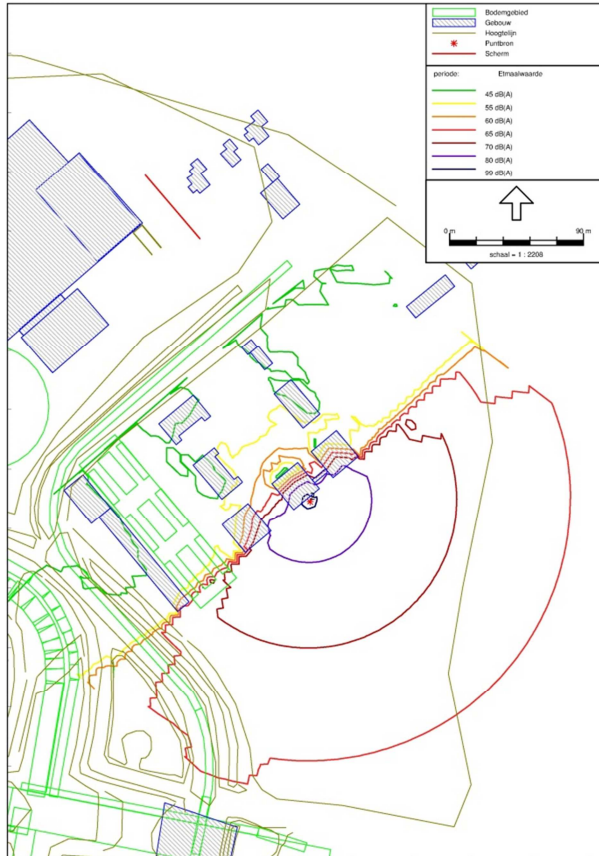 Bodemgebied
Gebouw
Hoogtelijn
Puntbron
Scherm
periode: Etmaalwaarde
45 dB(A)
55 dB(A)
60 dB(A)
65 dB(A)
70 dB(A)
80 dB(A)
90 dB(A)
0 m 90 m
schaal = 1 : 2208